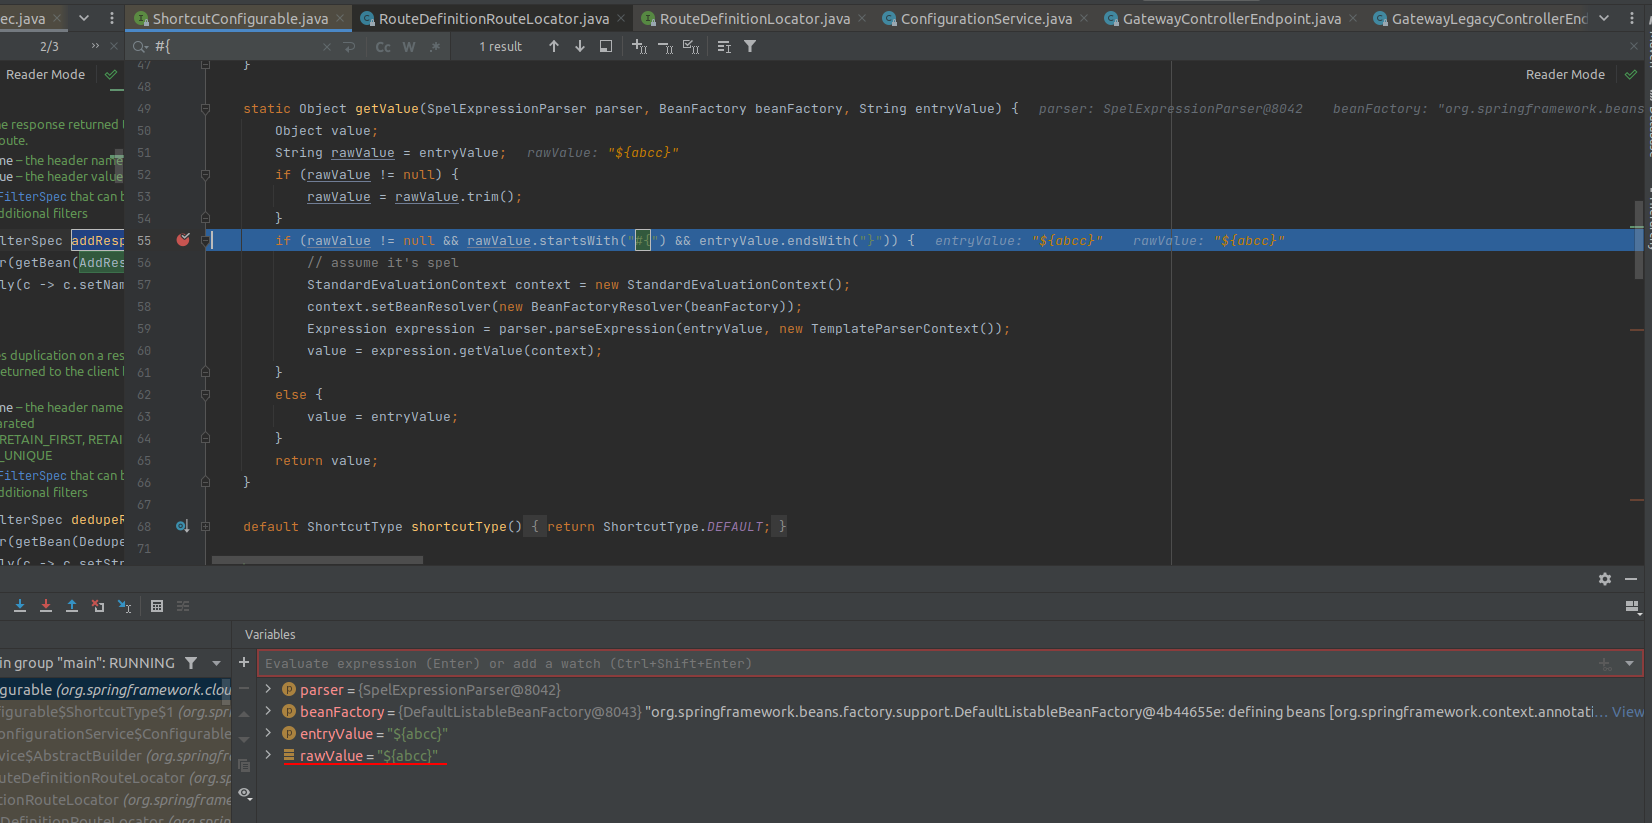 ec.java
ShortcutConfigurable.java
RouteDefinitionRouteLocator.java
RouteDefinitionLocator.java
ConfigurationService.java
GatewayControllerEndpoint.java
GatewayLegacyControllerEnd
2/3
#{
Cc W .*
1 result
Reader Mode
Reader Mode
47 }
48
49 static Object getValue(SpelExpressionParser parser, BeanFactory beanFactory, String entryValue) { parser: SpelExpressionParser@8042 beanFactory: "org.springframework.beans
50 Object value;
51 String rawValue = entryValue; rawValue: "${abcc}"
52 if (rawValue != null) {
53 rawValue = rawValue.trim();
54 }
55 if (rawValue != null && rawValue.startsWith("#{") && entryValue.endsWith("}")) { entryValue: "${abcc}" rawValue: "${abcc}"
56 // assume it's spel
57 StandardEvaluationContext context = new StandardEvaluationContext();
58 context.setBeanResolver(new BeanFactoryResolver(beanFactory));
59 Expression expression = parser.parseExpression(entryValue, new TemplateParserContext());
60 value = expression.getValue(context);
61 }
62 else {
63 value = entryValue;
64 }
65 return value;
66 }
67
68 default ShortcutType shortcutType() { return ShortcutType.DEFAULT; }
71
ne response returned t
oute.
me – the header name
ue – the header value
FilterSpec that can b
dditional filters
lterSpec addResp
r(getBean(AddRes
ly(c -> c.setNam
es duplication on a res
eturned to the client b
me – the header name
arated
RETAIN_FIRST, RETAI
_UNIQUE
FilterSpec that can b
dditional filters
lterSpec dedupeR
r(getBean(Dedupe
ly(c -> c.setStr
Variables
in group "main": RUNNING
Evaluate expression (Enter) or add a watch (Ctrl+Shift+Enter)
gurable (org.springframework.clou
figurable$ShortcutType$1 (org.spri
onfigurationService$Configurable
vice$AbstractBuilder (org.springfr
uteDefinitionRouteLocator (org.sp
tionRouteLocator (org.springframe
DefinitionRouteLocator (org.sprin
parser = {SpelExpressionParser@8042}
beanFactory = {DefaultListableBeanFactory@8043} "org.springframework.beans.factory.support.DefaultListableBeanFactory@4b44655e: defining beans [org.springframework.context.annotati... View
entryValue = "${abcc}"
rawValue = "${abcc}"